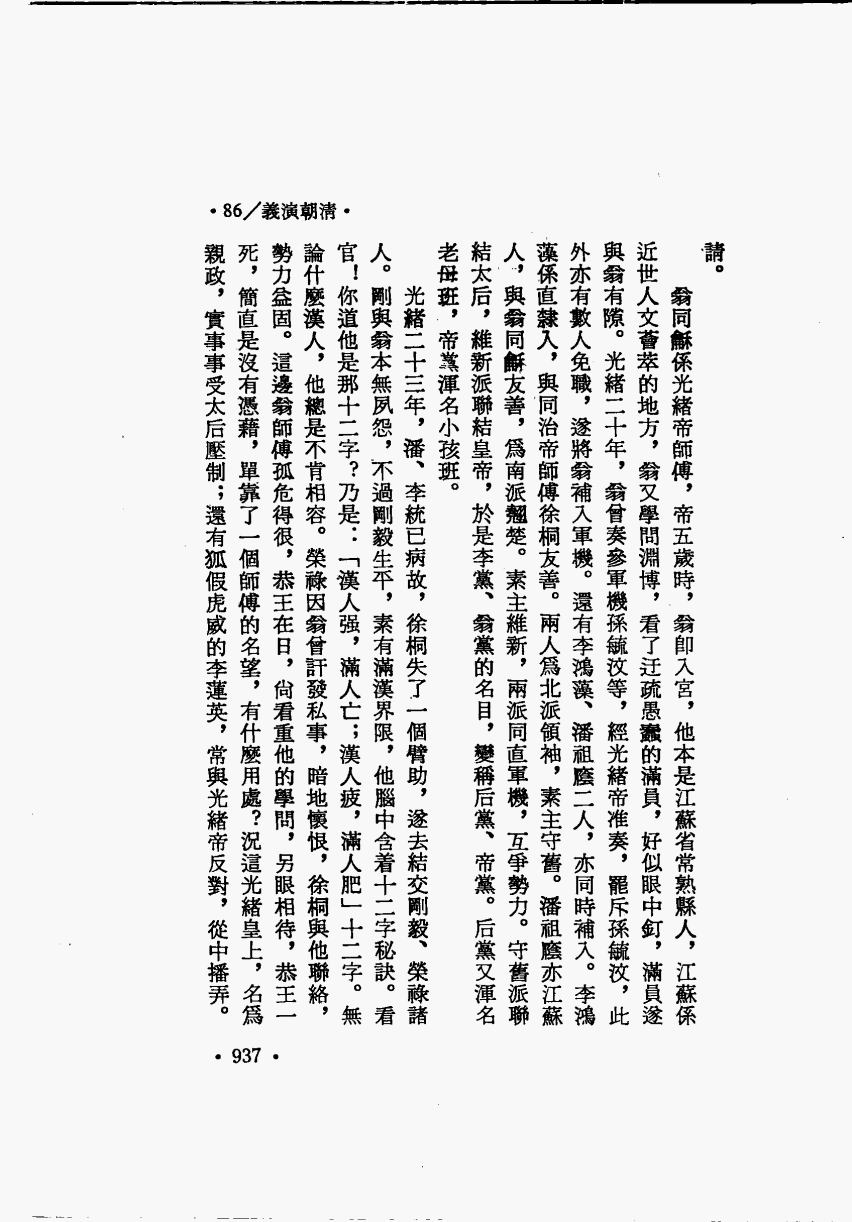 ·清朝演義／86·
請。
翁同龢係光緒帝師傅，帝五歲時，翁卽入宮，他本是江蘇省常熟縣人，江蘇係
近世人文薈萃的地方，翁又學問淵博，看了迂疏愚蠢的滿員，好似眼中釘，滿員遂
與翁有隙。光緒二十年，翁曾奏參軍機孫毓汶等，經光緒帝准奏，罷斥孫毓汶，此
外亦有數人免職，遂將翁補入軍機。還有李鴻藻、潘祖廕二人，亦同時補入。李鴻
藻係直隸人，與同治帝師傅徐桐友善。兩人爲北派領袖，素主守舊。潘祖廕亦江蘇
人，與翁同龢友善，爲南派翹楚。素主維新，兩派同直軍機，互爭勢力。守舊派聯
結太后，維新派聯結皇帝，於是李黨、翁黨的名目，變稱后黨、帝黨。后黨又渾名
老母班，帝黨渾名小孩班。
光緒二十三年，潘、李統已病故，徐桐失了一個臂助，遂去結交剛毅、榮祿諸
人。剛與翁本無夙怨，不過剛毅生平，素有滿漢界限，他腦中含着十二字秘訣。看
官！你道他是那十二字？乃是：「漢人强，滿人亡；漢人疲，滿人肥」十二字。無
論什麼漢人，他總是不肯相容。榮祿因翁曾訐發私事，暗地懷恨，徐桐與他聯絡，
勢力益固。這邊翁師傅孤危得很，恭王在日，尙看重他的學問，另眼相待，恭王一
死，簡直是沒有憑藉，單靠了一個師傅的名望，有什麼用處？況這光緒皇上，名爲
親政，實事事受太后壓制；還有狐假虎威的李蓮英，常與光緒帝反對，從中播弄。
·937·